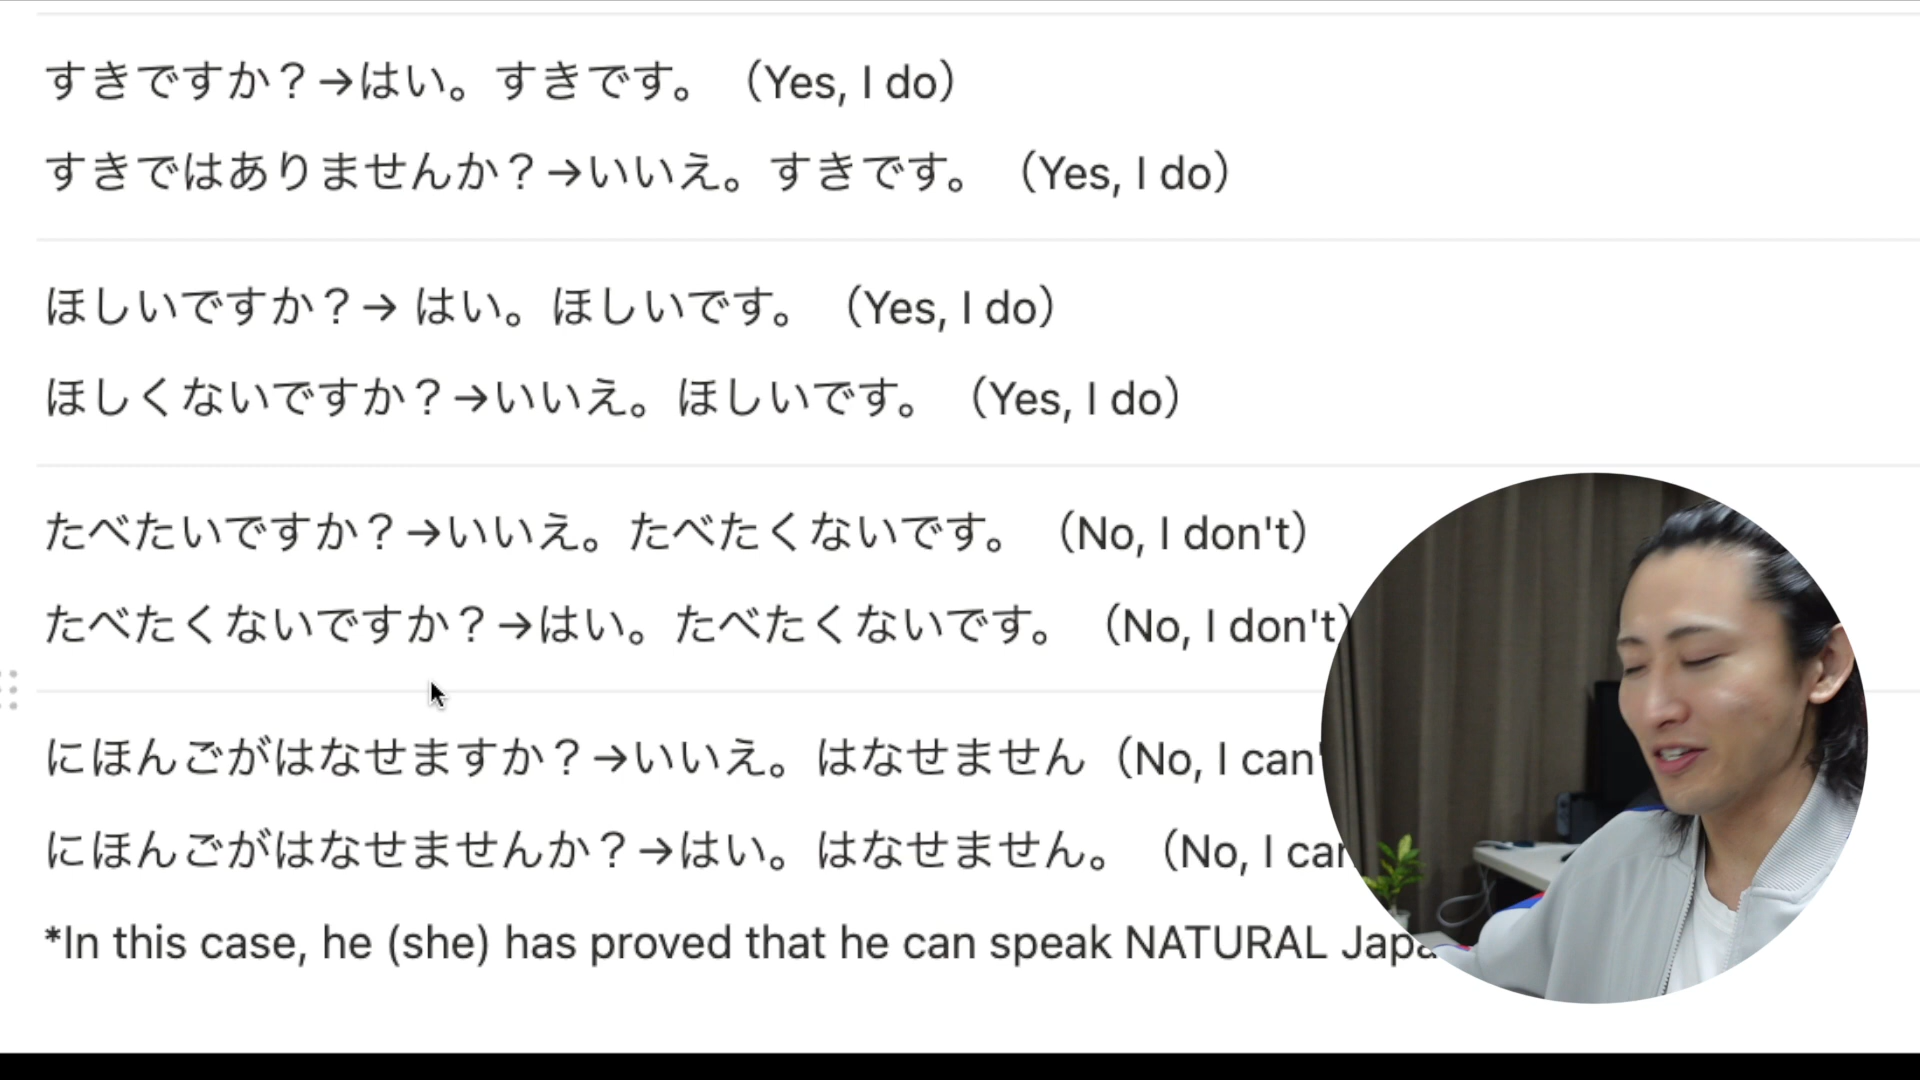 すきですか？→はい。すきです。（Yes, I do）
すきではありませんか？→いいえ。すきです。（Yes, I do）
ほしいですか？→ はい。ほしいです。（Yes, I do）
ほしくないですか？→いいえ。ほしいです。（Yes, I do）
たべたいですか？→いいえ。たべたくないです。（No, I don't）
たべたくないですか？→はい。たべたくないです。（No, I don't）
にほんごがはなせますか？→いいえ。はなせません（No, I can'
にほんごがはなせませんか？→はい。はなせません。（No, I
*In this case, he (she) has proved that he can speak NATURAL